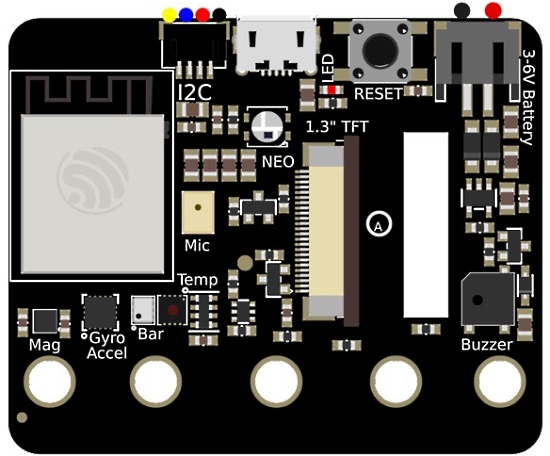 I2C
LED
RESET
3-6V Battery
1.3" TFT
NEO
A
Mic
Temp
Mag
Gyro
Accel
Bar
Buzzer